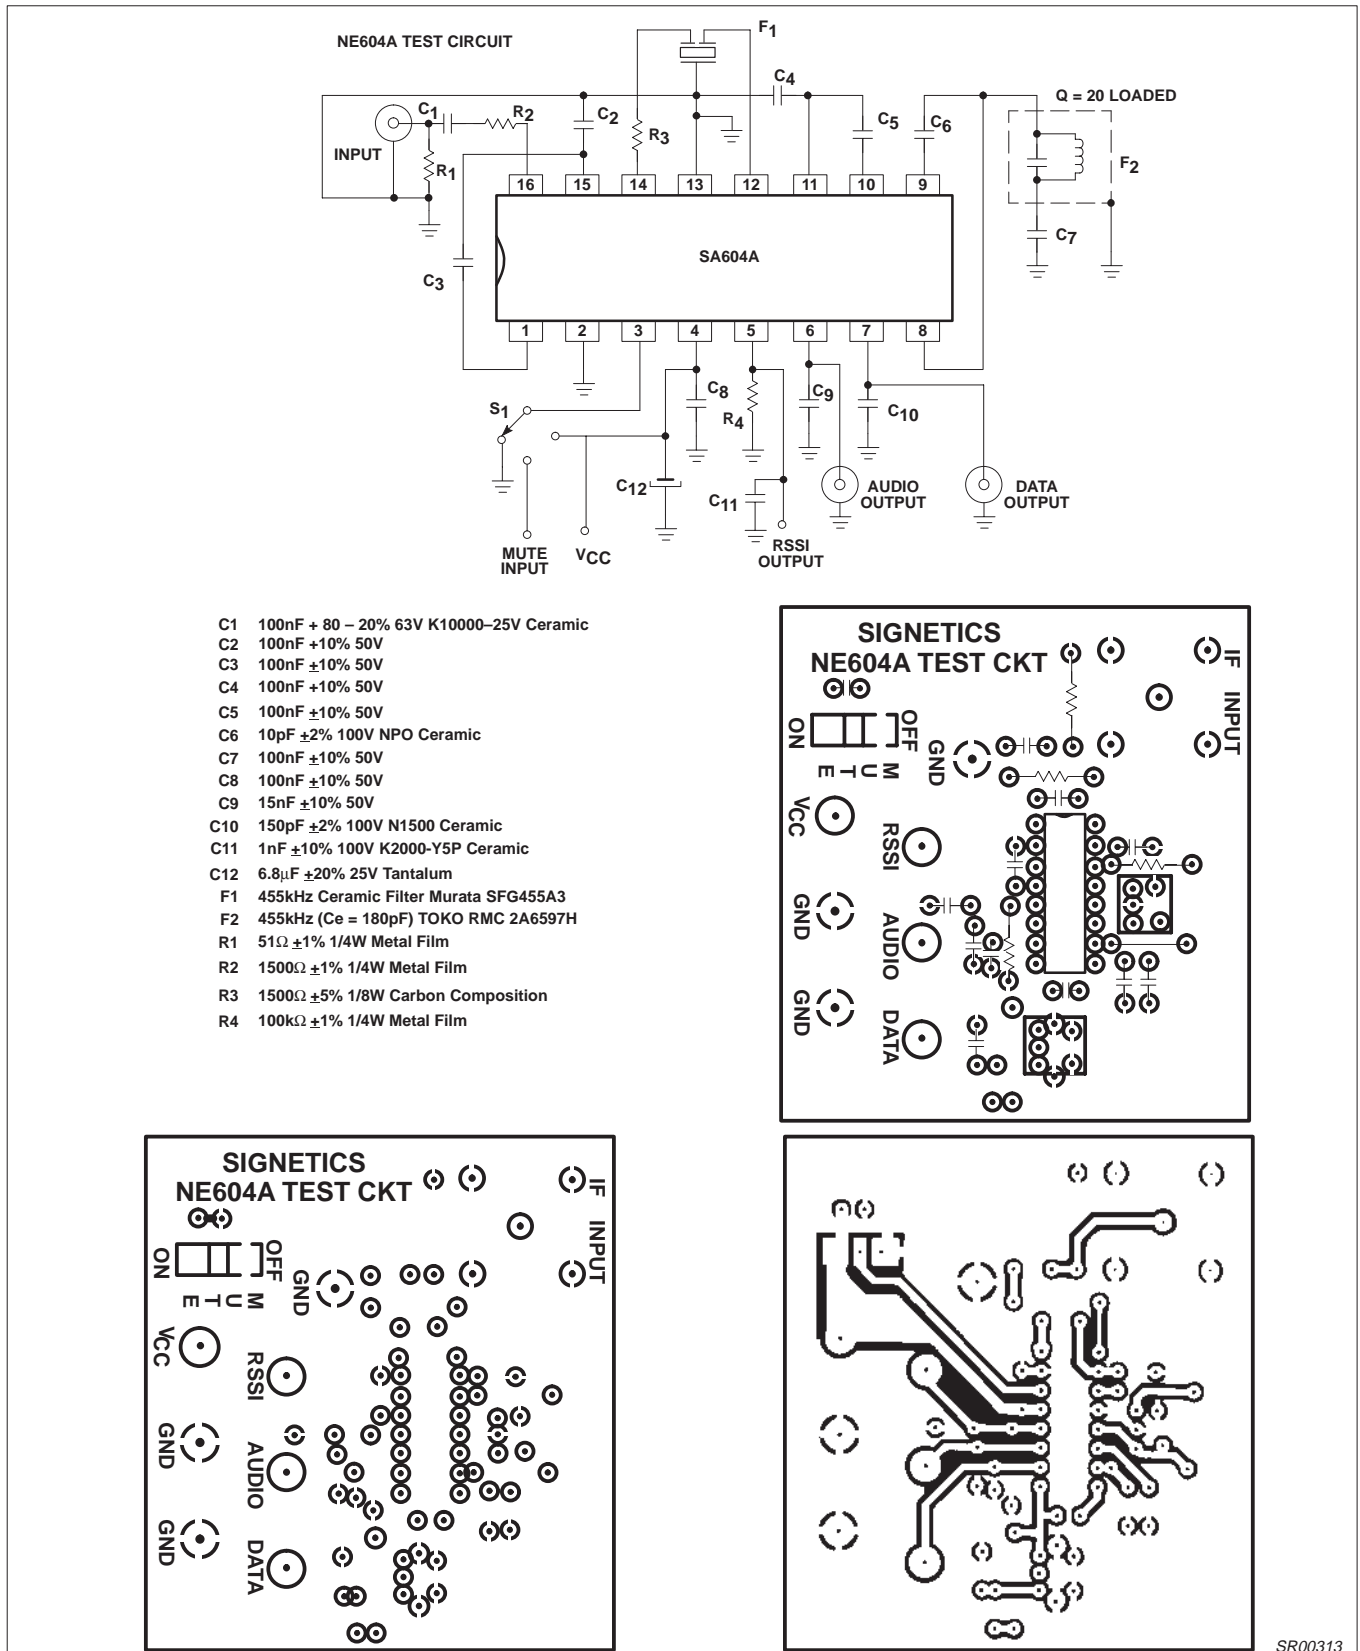 NE604A TEST CIRCUIT
F1
C4
Q = 20 LOADED
C1
R2
C2
R3
C5
C6
INPUT
R1
F2
16
15
14
13
12
11
10
9
C7
SA604A
C3
1
2
3
4
5
6
7
8
S1
C8
R4
C9
C10
C12
C11
AUDIO
OUTPUT
DATA
OUTPUT
MUTE
INPUT
VCC
RSSI
OUTPUT
C1 100nF + 80 – 20% 63V K10000–25V Ceramic
C2 100nF +10% 50V
C3 100nF ±10% 50V
C4 100nF +10% 50V
C5 100nF ±10% 50V
C6 10pF ±2% 100V NPO Ceramic
C7 100nF ±10% 50V
C8 100nF ±10% 50V
C9 15nF ±10% 50V
C10 150pF ±2% 100V N1500 Ceramic
C11 1nF ±10% 100V K2000-Y5P Ceramic
C12 6.8μF ±20% 25V Tantalum
F1 455kHz Ceramic Filter Murata SFG455A3
F2 455kHz (Ce = 180pF) TOKO RMC 2A6597H
R1 51Ω ±1% 1/4W Metal Film
R2 1500Ω ±1% 1/4W Metal Film
R3 1500Ω ±5% 1/8W Carbon Composition
R4 100kΩ ±1% 1/4W Metal Film
SIGNETICS
NE604A TEST CKT
IF INPUT
ON
OFF
MUTE
GND
VCC
RSSI
GND
AUDIO
GND
DATA
SIGNETICS
NE604A TEST CKT
IF INPUT
ON
OFF
MUTE
GND
VCC
RSSI
GND
AUDIO
GND
DATA
SR00313